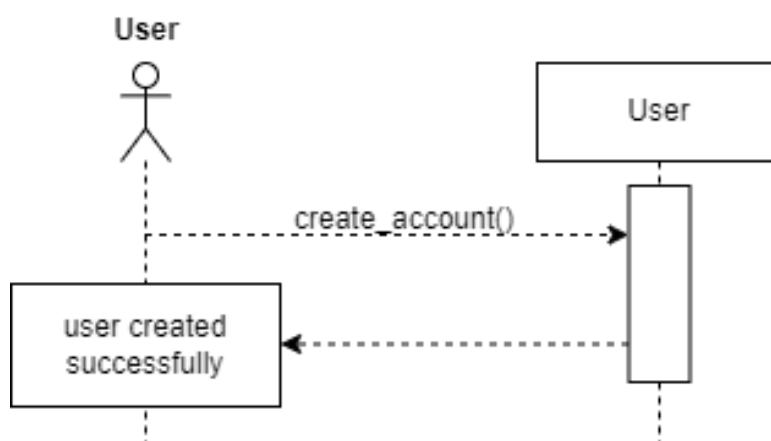 User
User
create_account()
user created
successfully